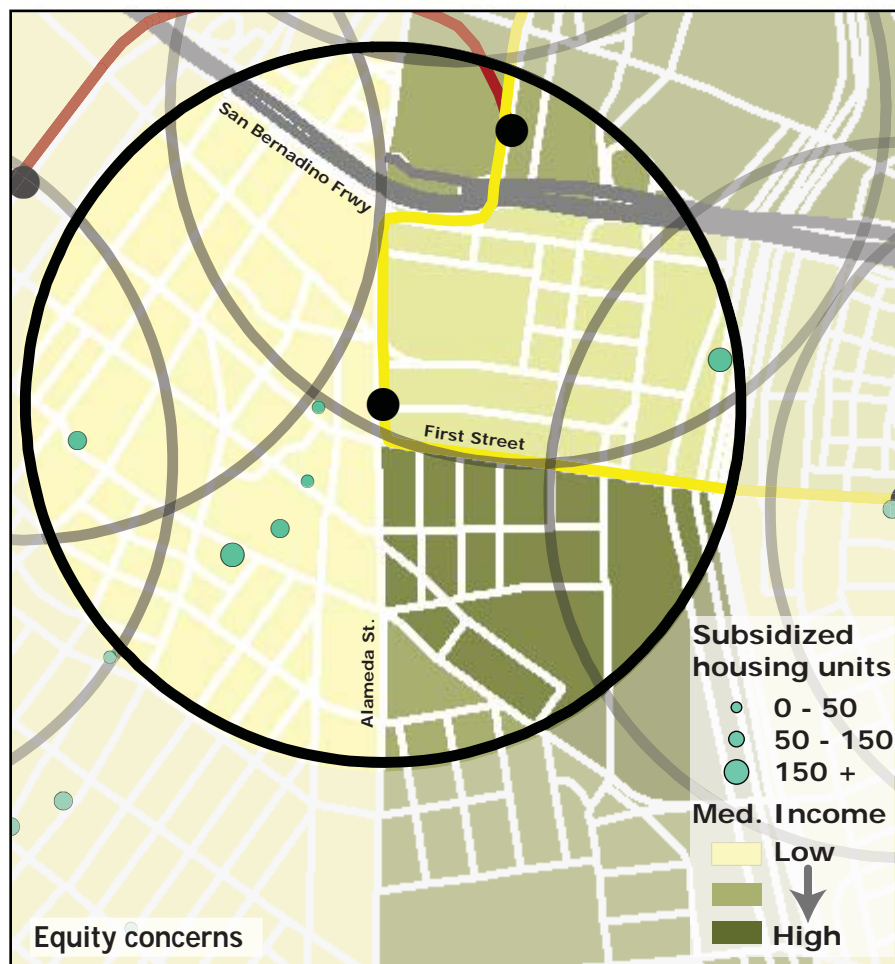 San Bernadino Frwy
First Street
Alameda St.
Subsidized
housing units
0 - 50
50 - 150
150 +
Med. Income
Low
High
Equity concerns